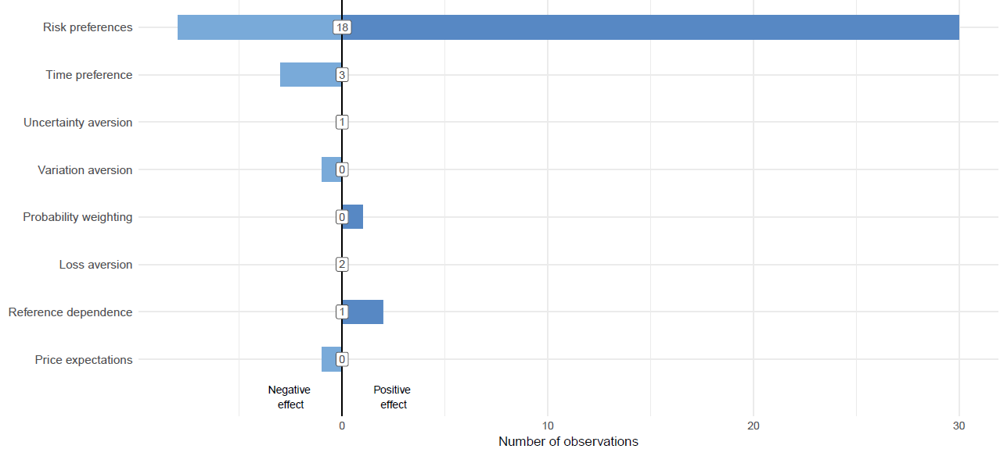 Risk preferences 18
Time preference 3
Uncertainty aversion 1
Variation aversion 0
Probability weighting 0
Loss aversion 2
Reference dependence 1
Price expectations 0
Negative Positive
effect effect
0 10 20 30
Number of observations